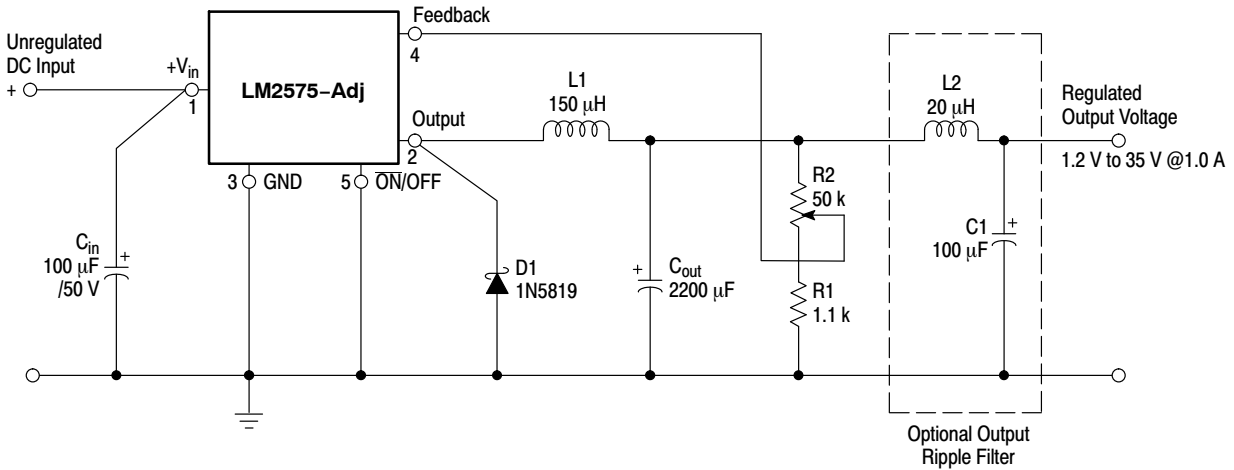 Feedback
4
Unregulated
DC Input
+
+Vin
1
LM2575–Adj
Output
2
L1
150 μH
L2
20 μH
Regulated
Output Voltage
1.2 V to 35 V @1.0 A
3
GND
5
ON/OFF
R2
50 k
Cin
100 μF
/50 V
+
D1
1N5819
+
Cout
2200 μF
R1
1.1 k
C1
100 μF
+
Optional Output
Ripple Filter